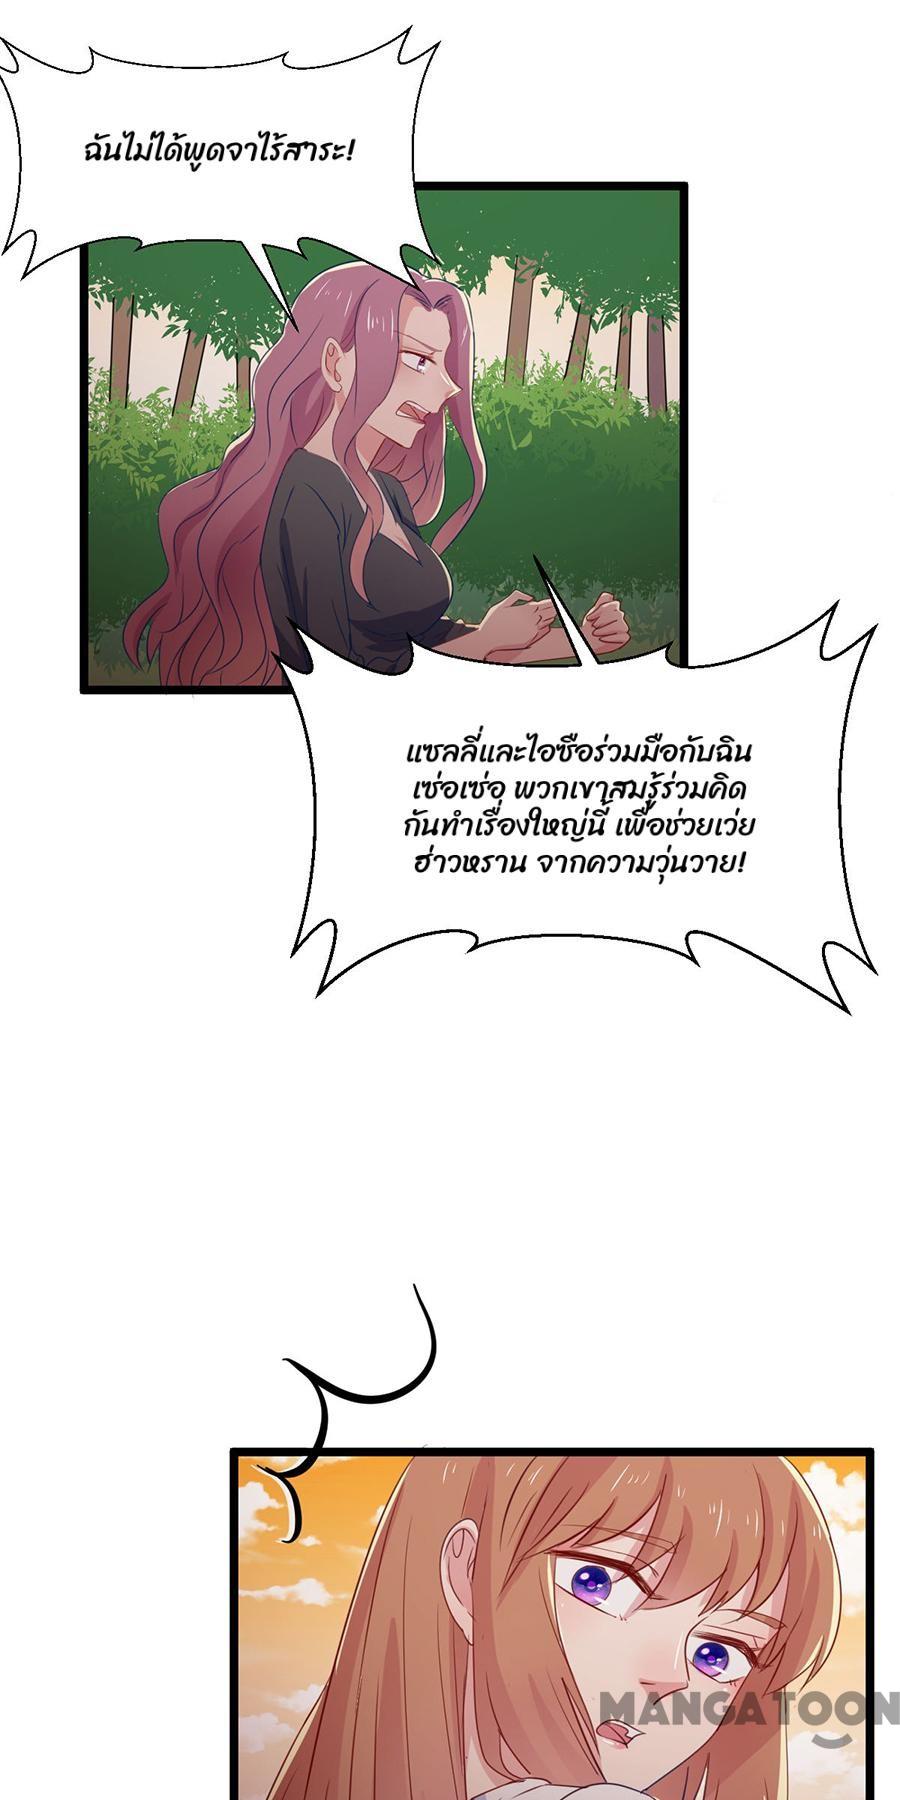 ฉันไม่ได้พูดจาไร้สาระ!
แซลลี่และไอซือร่วมมือกับฉิน
เซ่อเซ่อ พวกเขาสมรู้ร่วมคิด
กันทำเรื่องใหญ่นี้ เพื่อช่วยเว่ย
ฮ่าวหราน จากความวุ่นวาย!
MANGATOON